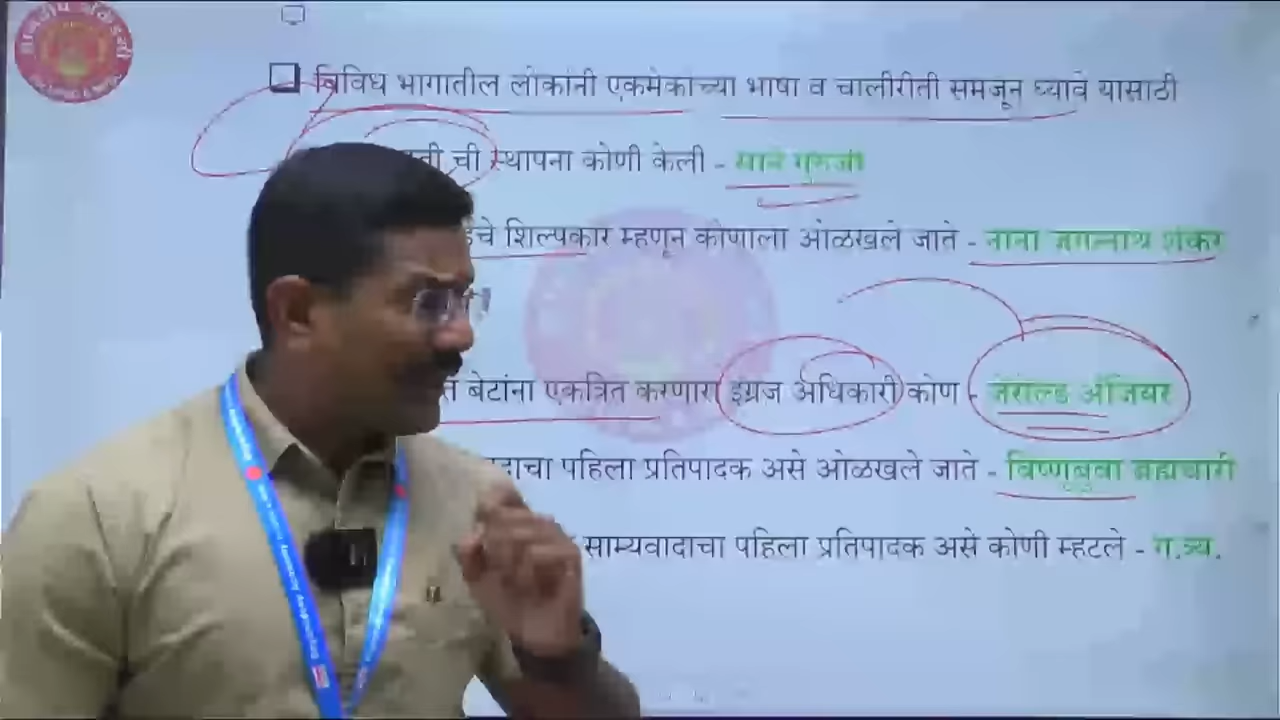 विविध भागातील लोकांनी एकमेकांच्या भाषा व चालीरीती समजून घ्यावे यासाठी
ची स्थापना कोणी केली - साने गुरुजी
शिल्पकार म्हणून कोणाला ओळखले जाते - नाना जगन्नाथ शंकर
बेटांना एकत्रित करणारा इंग्रज अधिकारी कोण - जेरॉल्ड अँजियर
पहिला प्रतिपादक असे ओळखले जाते - विष्णुबुवा ब्रह्मचारी
साम्यवादाचा पहिला प्रतिपादक असे कोणी म्हटले - ग.त्र्य.